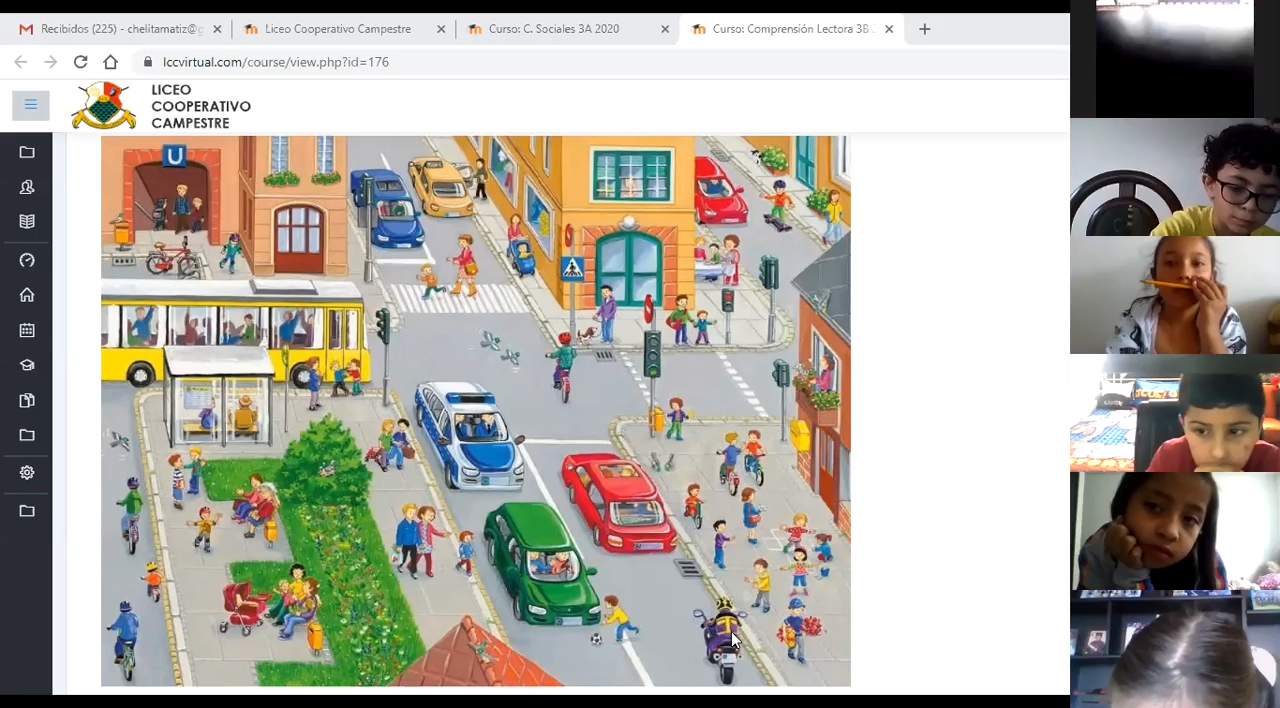 Recibidos (225) - chelitamatiz@g
Liceo Cooperativo Campestre
Curso: C. Sociales 3A 2020
Curso: Comprensión Lectora 3B
lccvirtual.com/course/view.php?id=176
LICEO
COOPERATIVO
CAMPESTRE
U